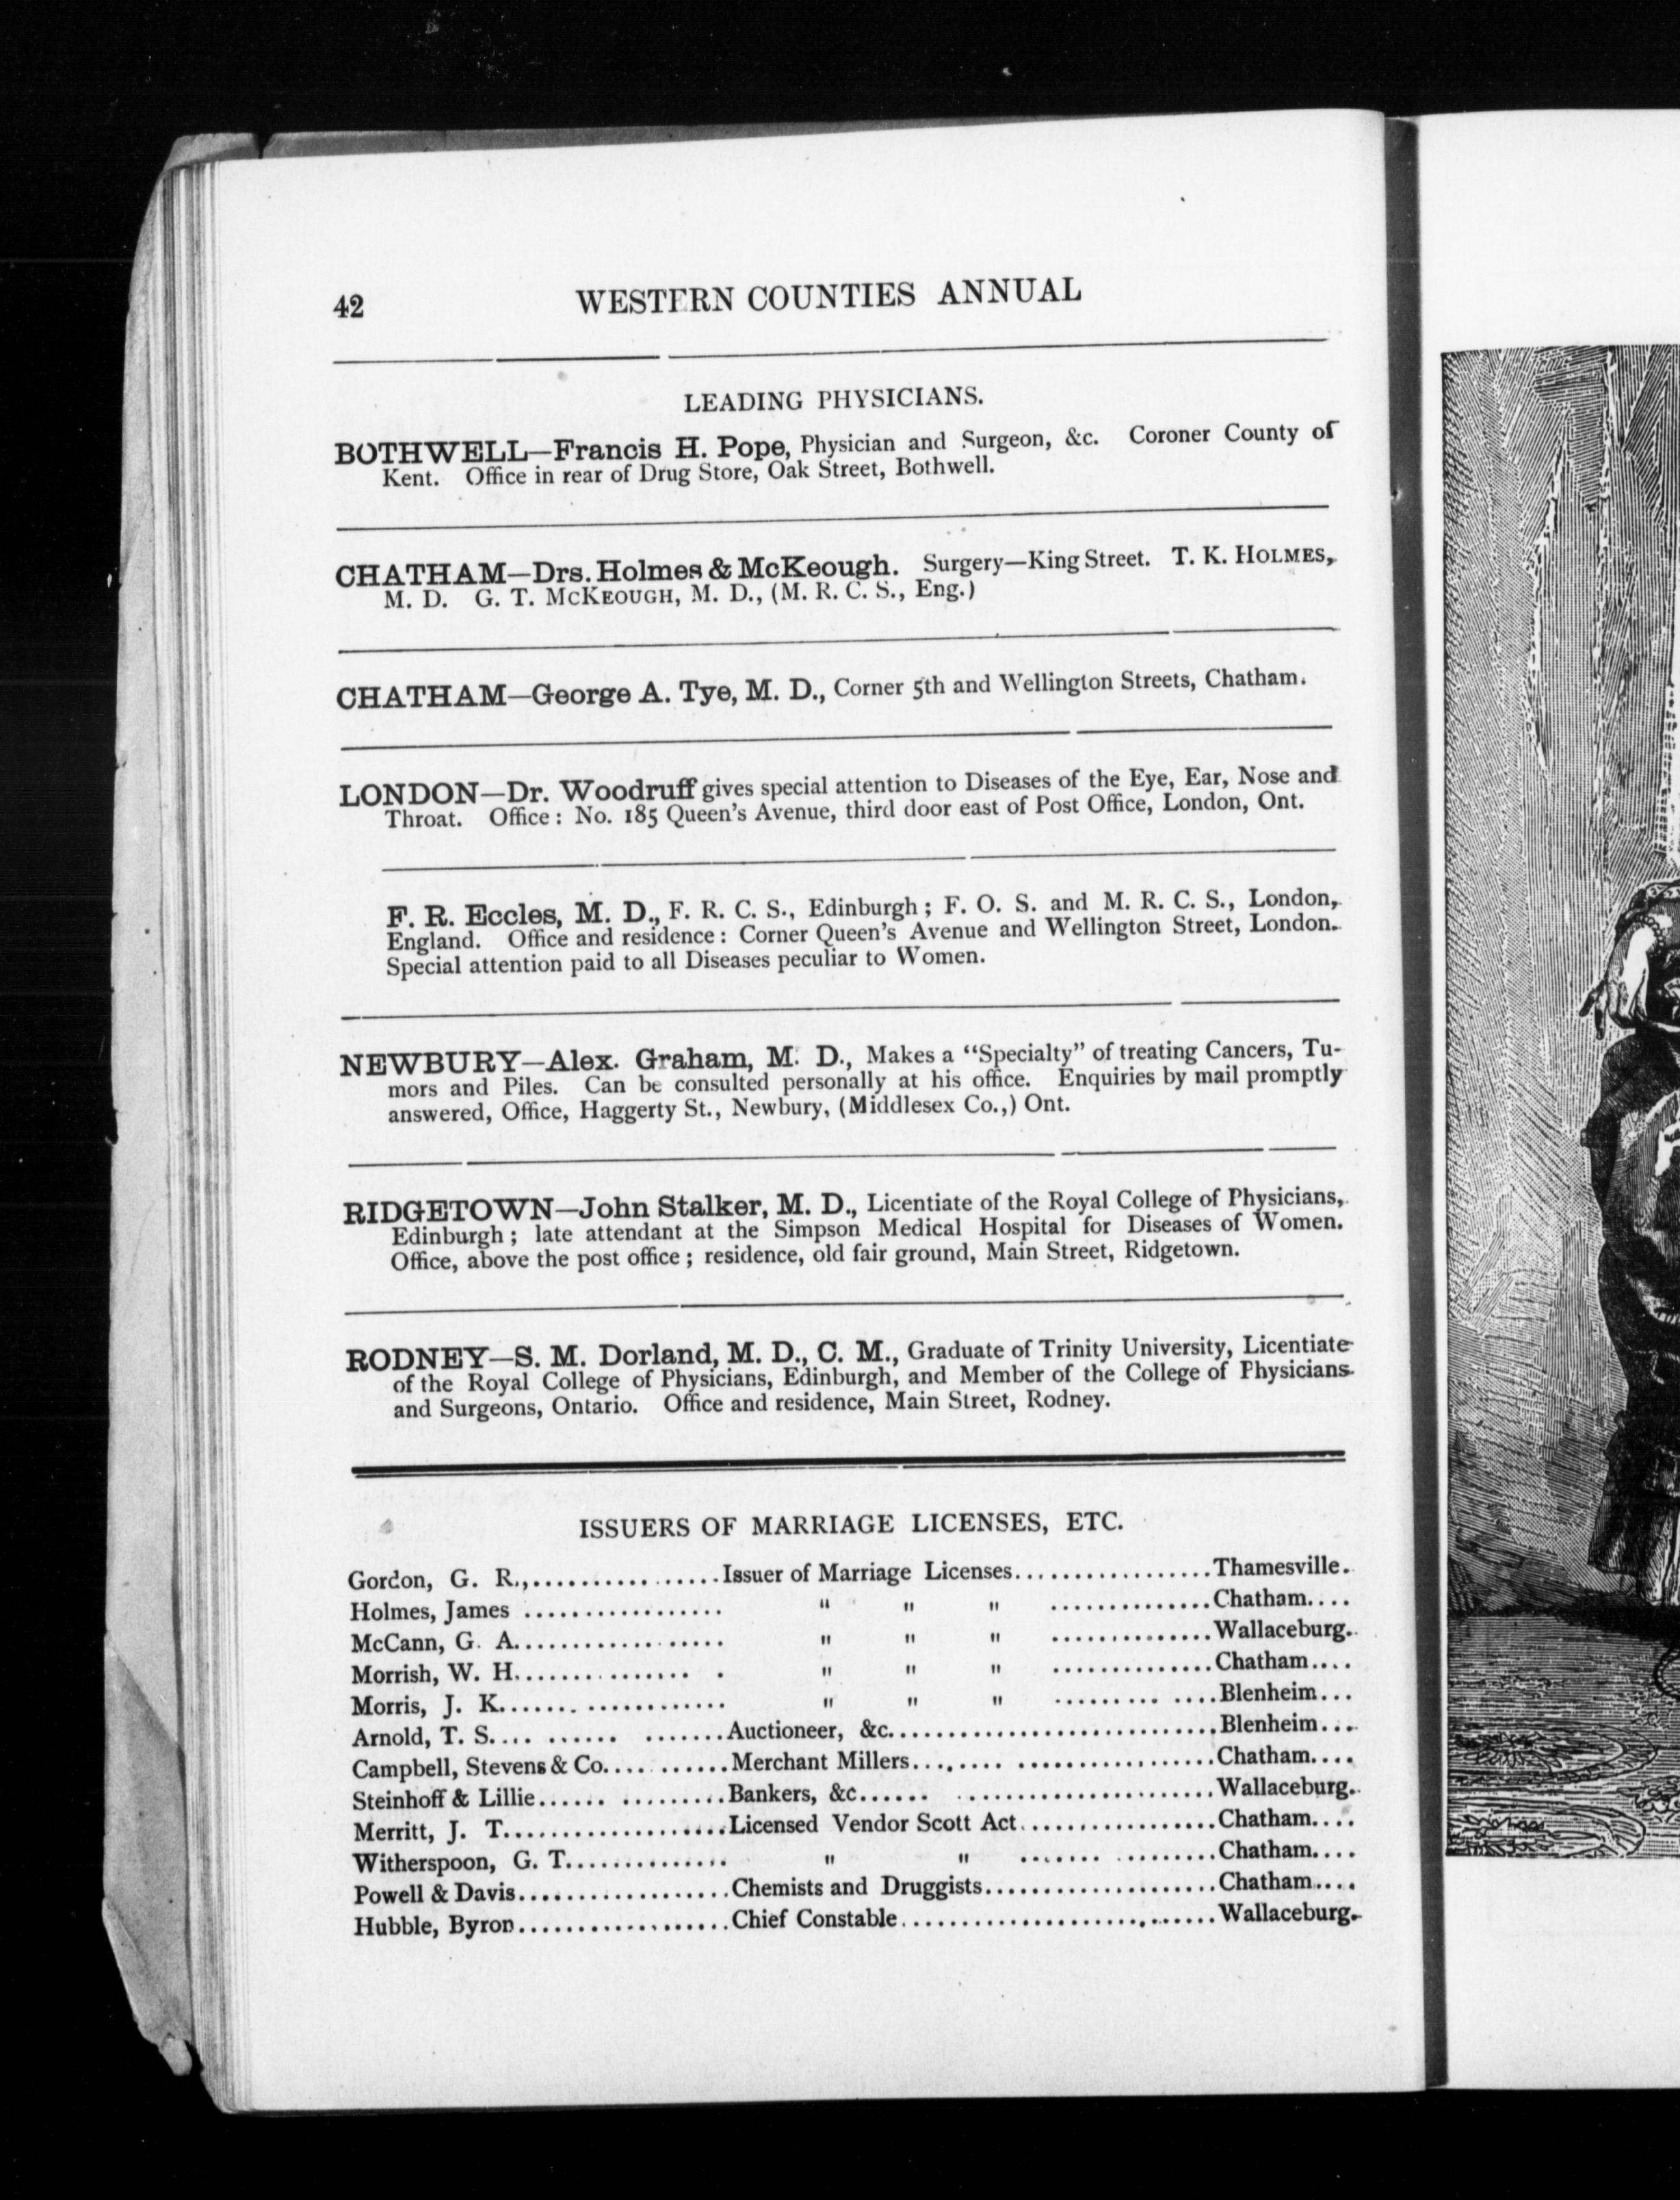 42 WESTERN COUNTIES ANNUAL
LEADING PHYSICIANS.
BOTHWELL—Francis H. Pope, Physician and Surgeon, &c. Coroner County of
Kent. Office in rear of Drug Store, Oak Street, Bothwell.
CHATHAM—Drs. Holmes & McKeough. Surgery—King Street. T. K. HOLMES,
M. D. G. T. MCKEOUGH, M. D., (M. R. C. S., Eng.)
CHATHAM—George A. Tye, M. D., Corner 5th and Wellington Streets, Chatham.
LONDON—Dr. Woodruff gives special attention to Diseases of the Eye, Ear, Nose and
Throat. Office: No. 185 Queen's Avenue, third door east of Post Office, London, Ont.
F. R. Eccles, M. D., F. R. C. S., Edinburgh; F. O. S. and M. R. C. S., London,
England. Office and residence: Corner Queen's Avenue and Wellington Street, London.
Special attention paid to all Diseases peculiar to Women.
NEWBURY—Alex. Graham, M. D., Makes a "Specialty" of treating Cancers, Tu-
mors and Piles. Can be consulted personally at his office. Enquiries by mail promptly
answered, Office, Haggerty St., Newbury, (Middlesex Co.,) Ont.
RIDGETOWN—John Stalker, M. D., Licentiate of the Royal College of Physicians,
Edinburgh; late attendant at the Simpson Medical Hospital for Diseases of Women.
Office, above the post office; residence, old fair ground, Main Street, Ridgetown.
RODNEY—S. M. Dorland, M. D., C. M., Graduate of Trinity University, Licentiate
of the Royal College of Physicians, Edinburgh, and Member of the College of Physicians
and Surgeons, Ontario. Office and residence, Main Street, Rodney.
ISSUERS OF MARRIAGE LICENSES, ETC.
Gordon, G. R.,................Issuer of Marriage Licenses.................Thamesville.
Holmes, James ................. " " " ..............Chatham....
McCann, G. A.................. " " " ..............Wallaceburg.
Morrish, W. H................ " " " ..............Chatham....
Morris, J. K................... " " " ..............Blenheim...
Arnold, T. S.................Auctioneer, &c............................Blenheim...
Campbell, Stevens & Co..........Merchant Millers.........................Chatham....
Steinhoff & Lillie...............Bankers, &c............................Wallaceburg.
Merritt, J. T...................Licensed Vendor Scott Act.................Chatham....
Witherspoon, G. T.............. " " ...............Chatham....
Powell & Davis..................Chemists and Druggists....................Chatham....
Hubble, Byron..................Chief Constable...........................Wallaceburg.